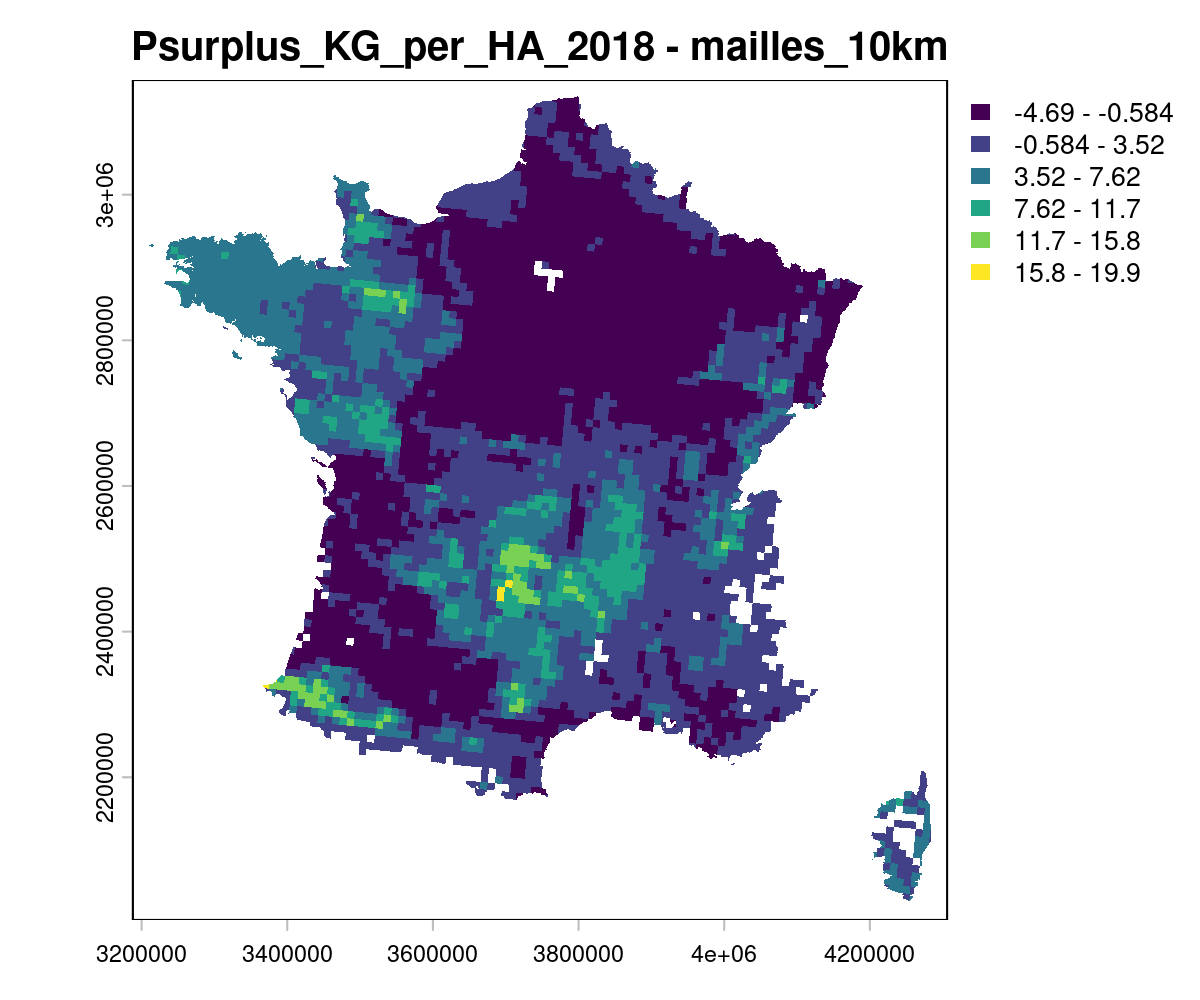 Psurplus_KG_per_HA_2018 - mailles_10km
-4.69 - -0.584
-0.584 - 3.52
3.52 - 7.62
7.62 - 11.7
11.7 - 15.8
15.8 - 19.9
3e+06
2800000
2600000
2400000
2200000
3200000 3400000 3600000 3800000 4e+06 4200000